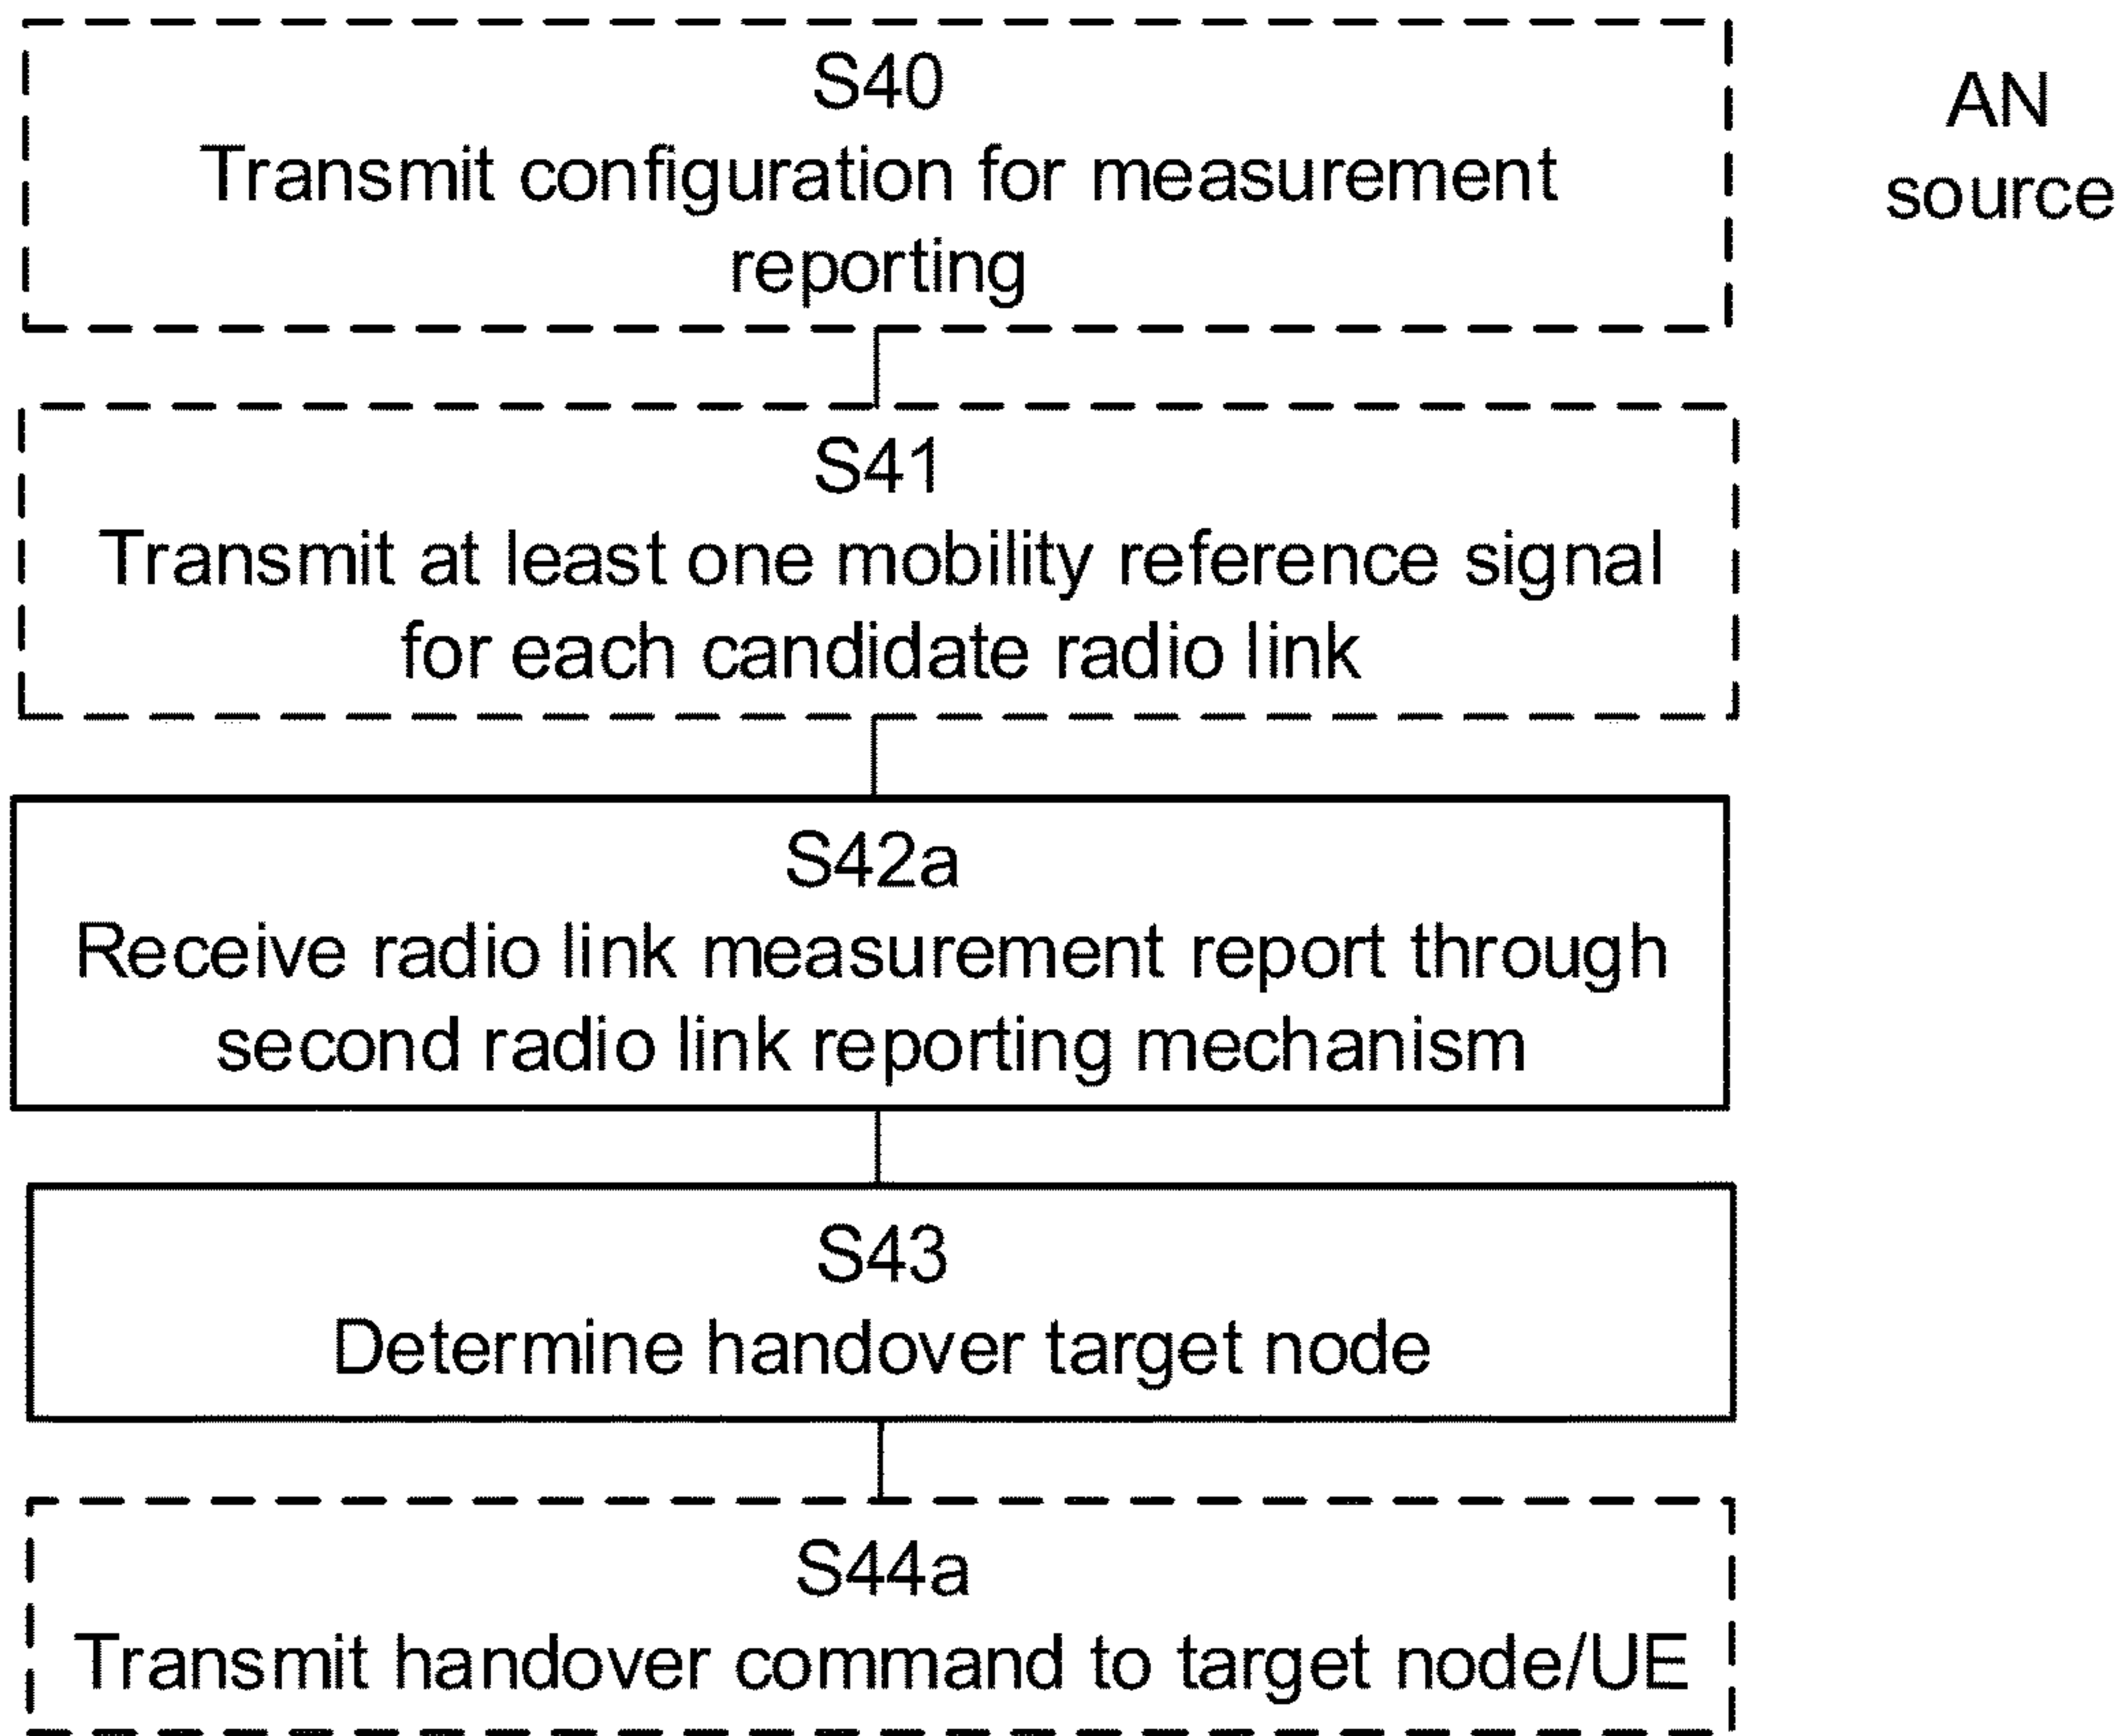 S40
Transmit configuration for measurement
reporting
AN
source
S41
Transmit at least one mobility reference signal
for each candidate radio link
S42a
Receive radio link measurement report through
second radio link reporting mechanism
S43
Determine handover target node
S44a
Transmit handover command to target node/UE